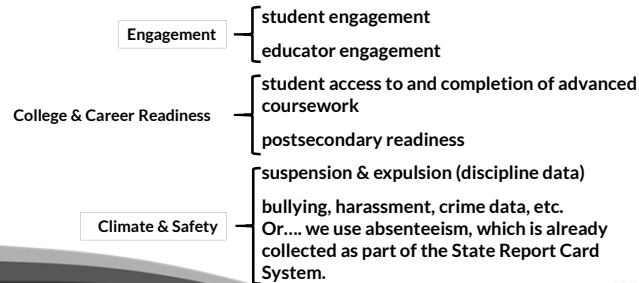 student engagement
Engagement
educator engagement
student access to and completion of advanced
coursework
College & Career Readiness
postsecondary readiness
suspension & expulsion (discipline data)
bullying, harassment, crime data, etc.
Climate & Safety
Or.... we use absenteeism, which is already
collected as part of the State Report Card
System.